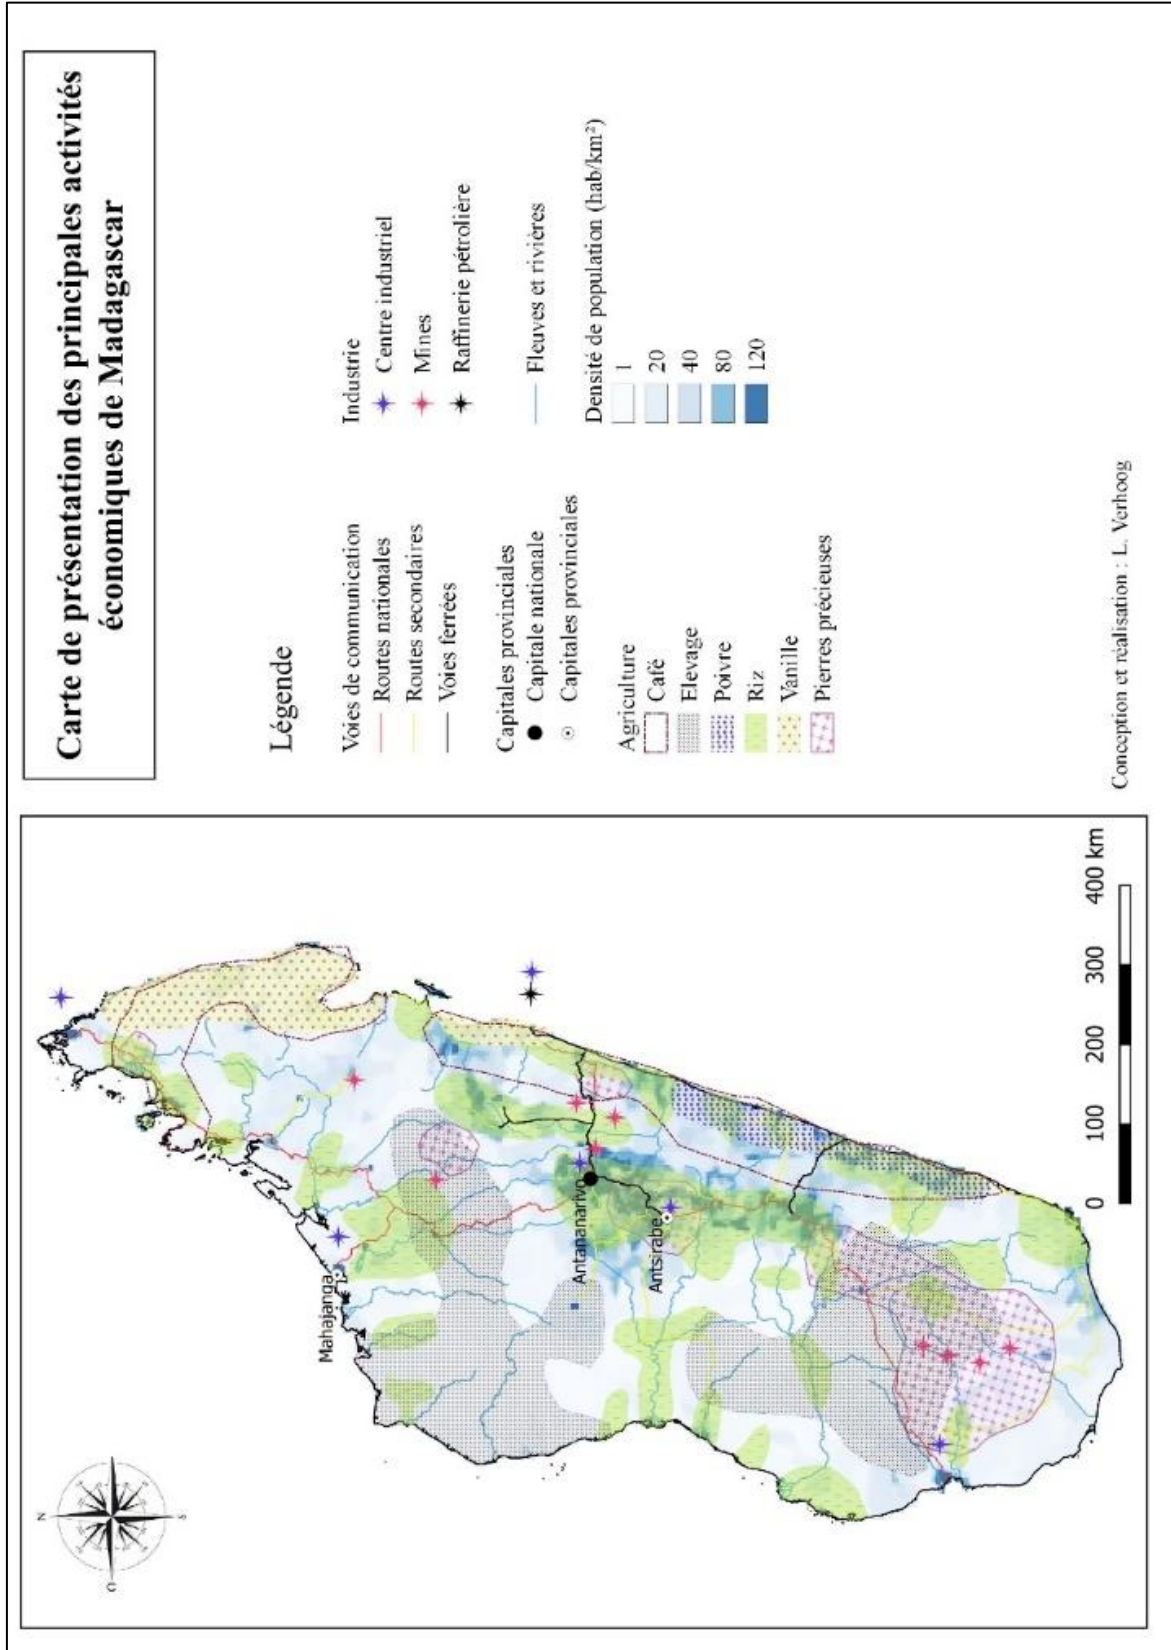 Carte de présentation des principales activités
économiques de Madagascar
N
S
O
Mahajanga
Antananarivo
Antsirabe
0 100 200 300 400 km
Légende
Voies de communication
Routes nationales
Routes secondaires
Voies ferrées
Capitales provinciales
Capitale nationale
Capitales provinciales
Agriculture
Café
Elevage
Poivre
Riz
Vanille
Pierres précieuses
Industrie
Centre industriel
Mines
Raffinerie pétrolière
Fleuves et rivières
Densité de population (hab/km²)
1
20
40
80
120
Conception et réalisation : L. Verhoog